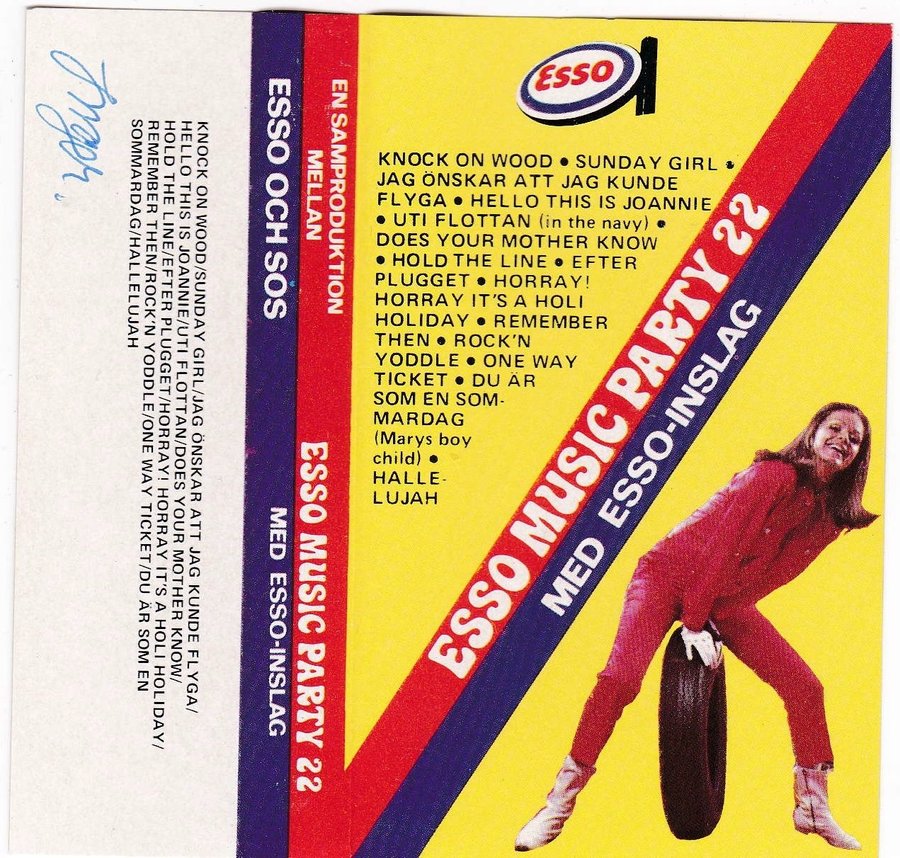 ESSO
KNOCK ON WOOD • SUNDAY GIRL •
JAG ÖNSKAR ATT JAG KUNDE
FLYGA • HELLO THIS IS JOANNIE
• UTI FLOTTAN (in the navy) •
DOES YOUR MOTHER KNOW
• HOLD THE LINE • EFTER
PLUGGET • HORRAY!
HORRAY IT'S A HOLI
HOLIDAY • REMEMBER
THEN • ROCK'N
YODDLE • ONE WAY
TICKET • DU ÄR
SOM EN SOM-
MARDAG
(Marys boy
child) •
HALLE-
LUJAH
ESSO MUSIC PARTY 22
MED ESSO-INSLAG
EN SAMPRODUKTION
MELLAN
ESSO OCH SOS
ESSO MUSIC PARTY 22
MED ESSO-INSLAG
KNOCK ON WOOD/SUNDAY GIRL/JAG ÖNSKAR ATT JAG KUNDE FLYGA/
HELLO THIS IS JOANNIE/UTI FLOTTAN/DOES YOUR MOTHER KNOW/
HOLD THE LINE/EFTER PLUGGET/HORRAY! HORRAY IT'S A HOLI HOLIDAY/
REMEMBER THEN/ROCK'N YODDLE/ONE WAY TICKET/DU ÄR SOM EN
SOMMARDAG/HALLELUJAH